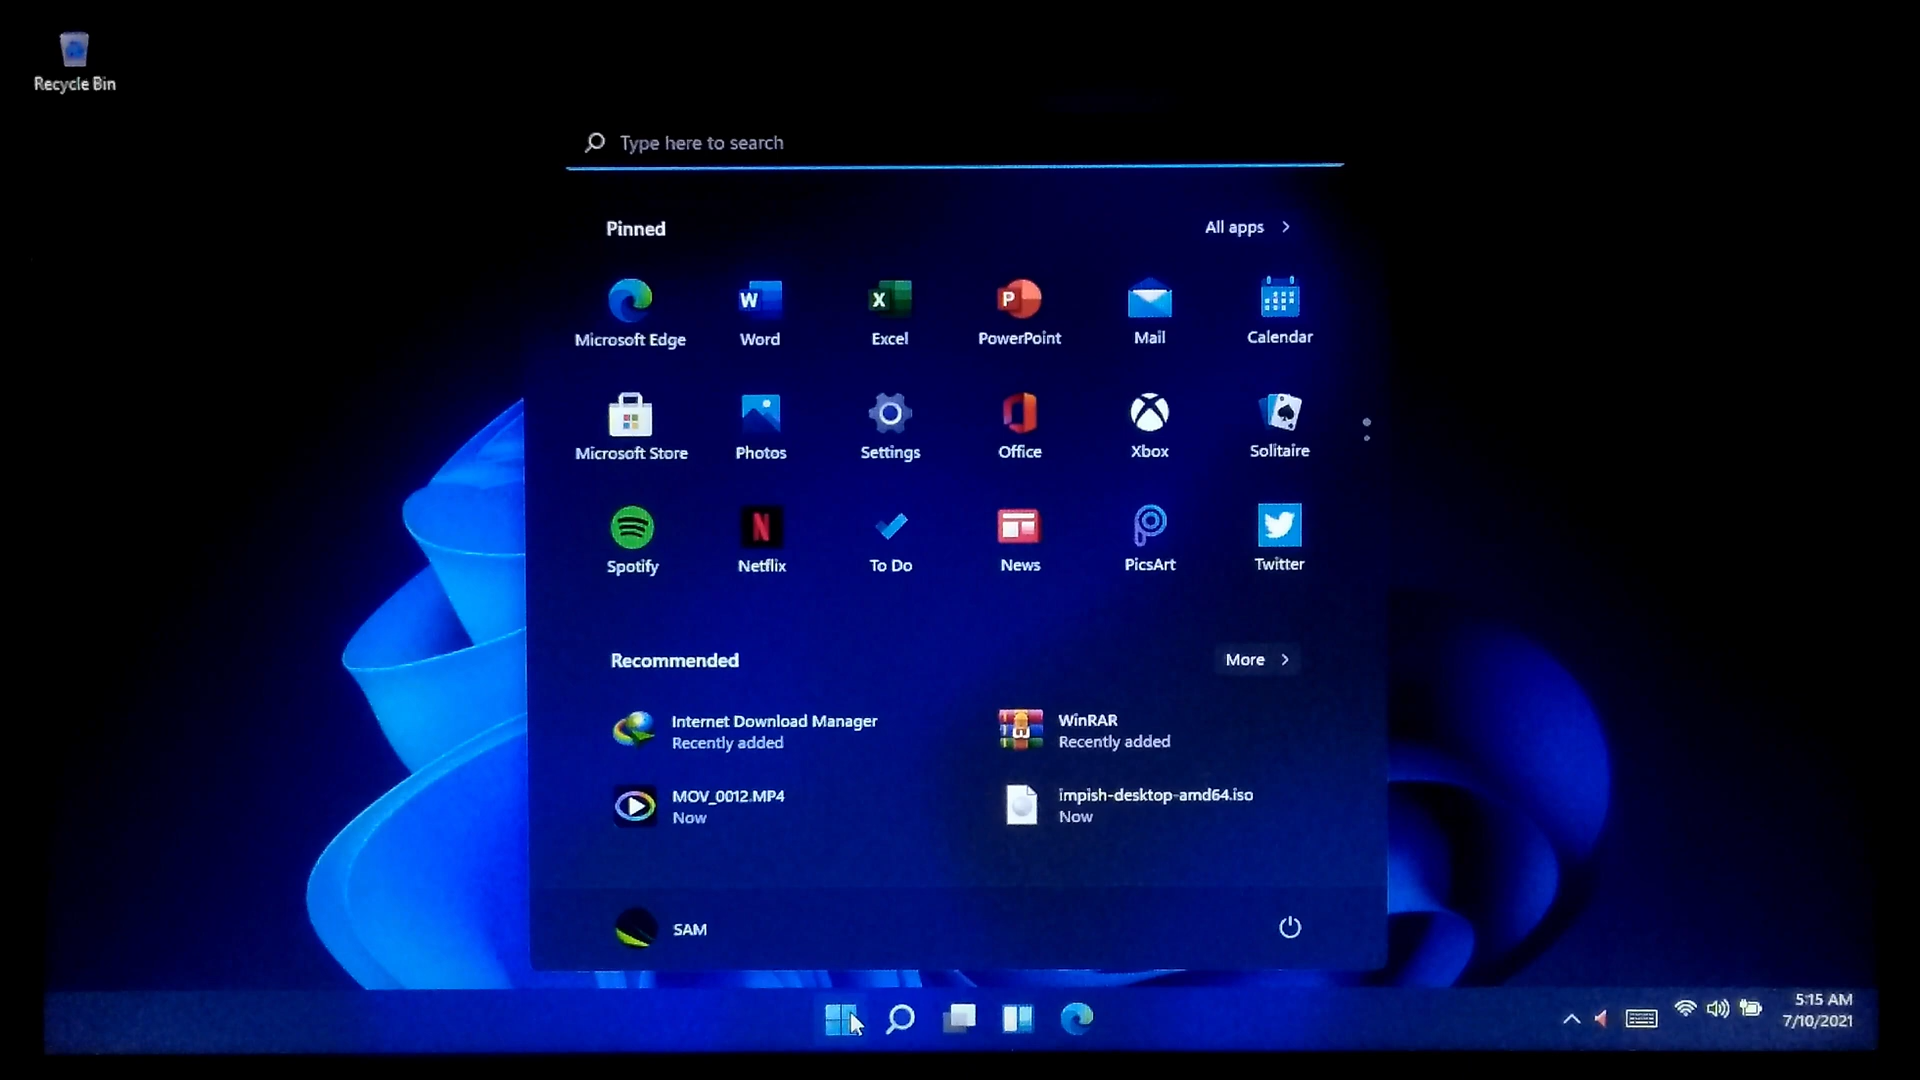 Recycle Bin
Type here to search
Pinned
All apps
Microsoft Edge
Word
Excel
PowerPoint
Mail
Calendar
Microsoft Store
Photos
Settings
Office
Xbox
Solitaire
Spotify
Netflix
To Do
News
PicsArt
Twitter
Recommended
More
Internet Download Manager
Recently added
WinRAR
Recently added
MOV_0012.MP4
Now
impish-desktop-amd64.iso
Now
SAM
5:15 AM
7/10/2021